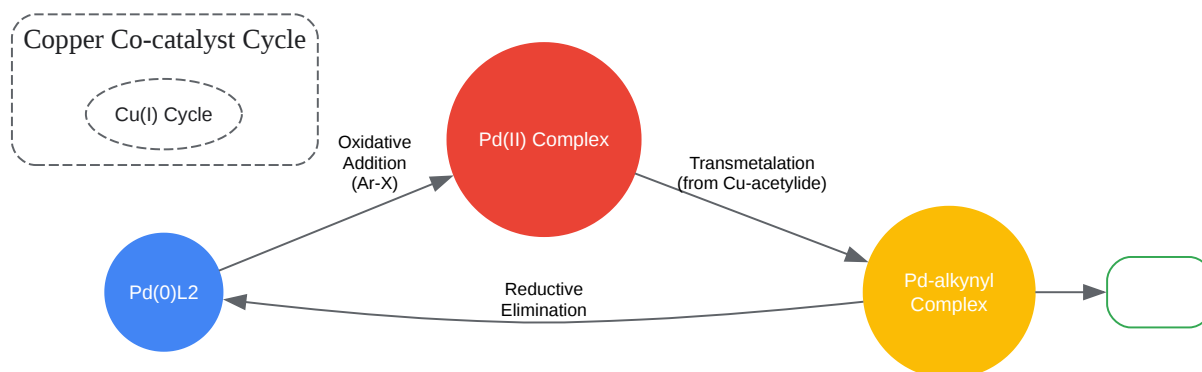 Copper Co-catalyst Cycle
Cu(I) Cycle
Oxidative
Addition
(Ar-X)
Pd(II) Complex
Transmetalation
(from Cu-acetylide)
Pd(0)L2
Reductive
Elimination
Pd-alkynyl
Complex